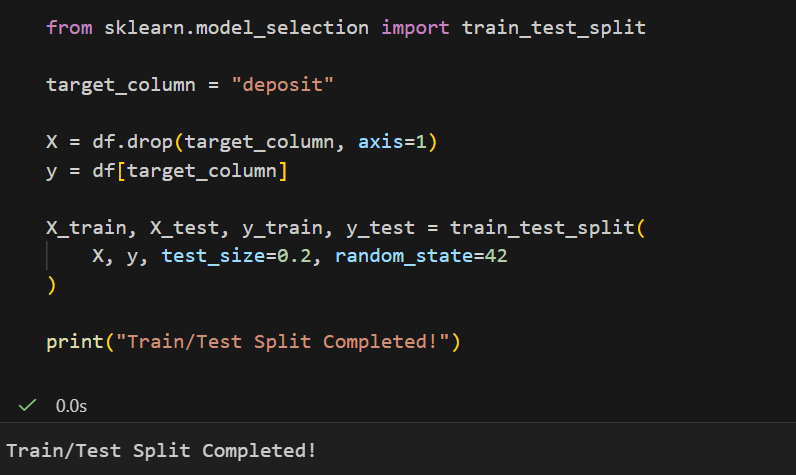 from sklearn.model_selection import train_test_split
target_column = "deposit"
X = df.drop(target_column, axis=1)
y = df[target_column]
X_train, X_test, y_train, y_test = train_test_split(
    X, y, test_size=0.2, random_state=42
)
print("Train/Test Split Completed!")
0.0s
Train/Test Split Completed!